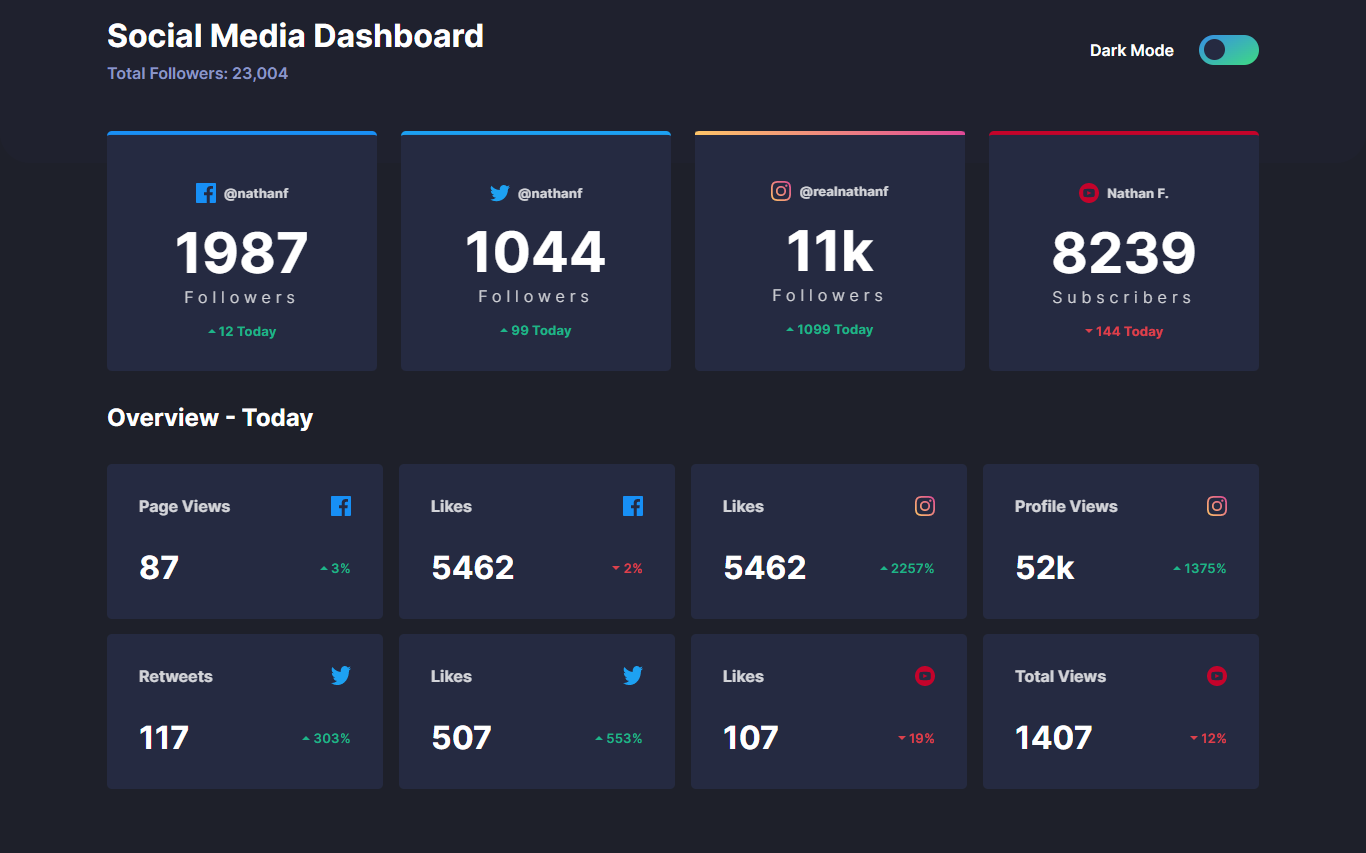 Social Media Dashboard
Total Followers: 23,004
Dark Mode
@nathanf
1987
Followers
12 Today
@nathanf
1044
Followers
99 Today
@realnathanf
11k
Followers
1099 Today
Nathan F.
8239
Subscribers
144 Today
Overview - Today
Page Views
87
3%
Likes
5462
2%
Likes
5462
2257%
Profile Views
52k
1375%
Retweets
117
303%
Likes
507
553%
Likes
107
19%
Total Views
1407
12%